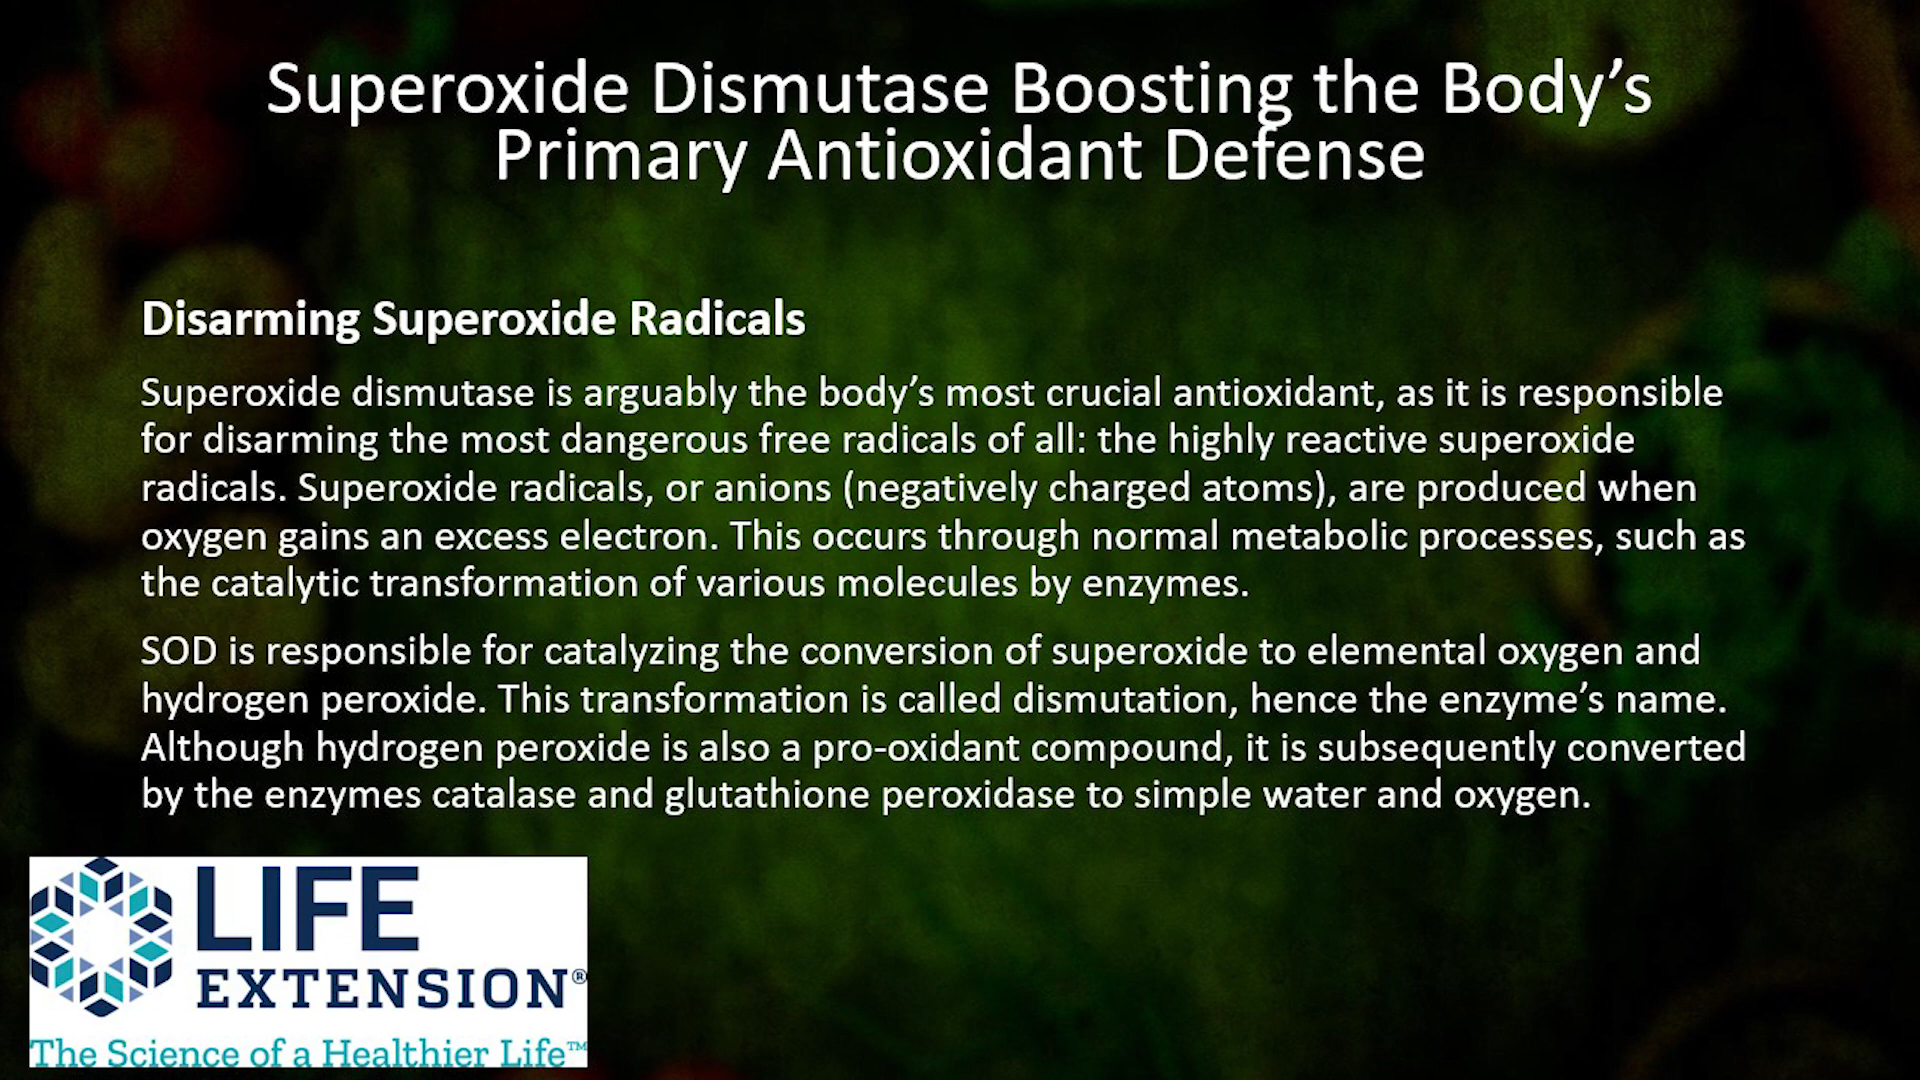 Superoxide Dismutase Boosting the Body’s
Primary Antioxidant Defense
Disarming Superoxide Radicals
Superoxide dismutase is arguably the body’s most crucial antioxidant, as it is responsible
for disarming the most dangerous free radicals of all: the highly reactive superoxide
radicals. Superoxide radicals, or anions (negatively charged atoms), are produced when
oxygen gains an excess electron. This occurs through normal metabolic processes, such as
the catalytic transformation of various molecules by enzymes.
SOD is responsible for catalyzing the conversion of superoxide to elemental oxygen and
hydrogen peroxide. This transformation is called dismutation, hence the enzyme’s name.
Although hydrogen peroxide is also a pro-oxidant compound, it is subsequently converted
by the enzymes catalase and glutathione peroxidase to simple water and oxygen.
LIFE
EXTENSION®
The Science of a Healthier Life™